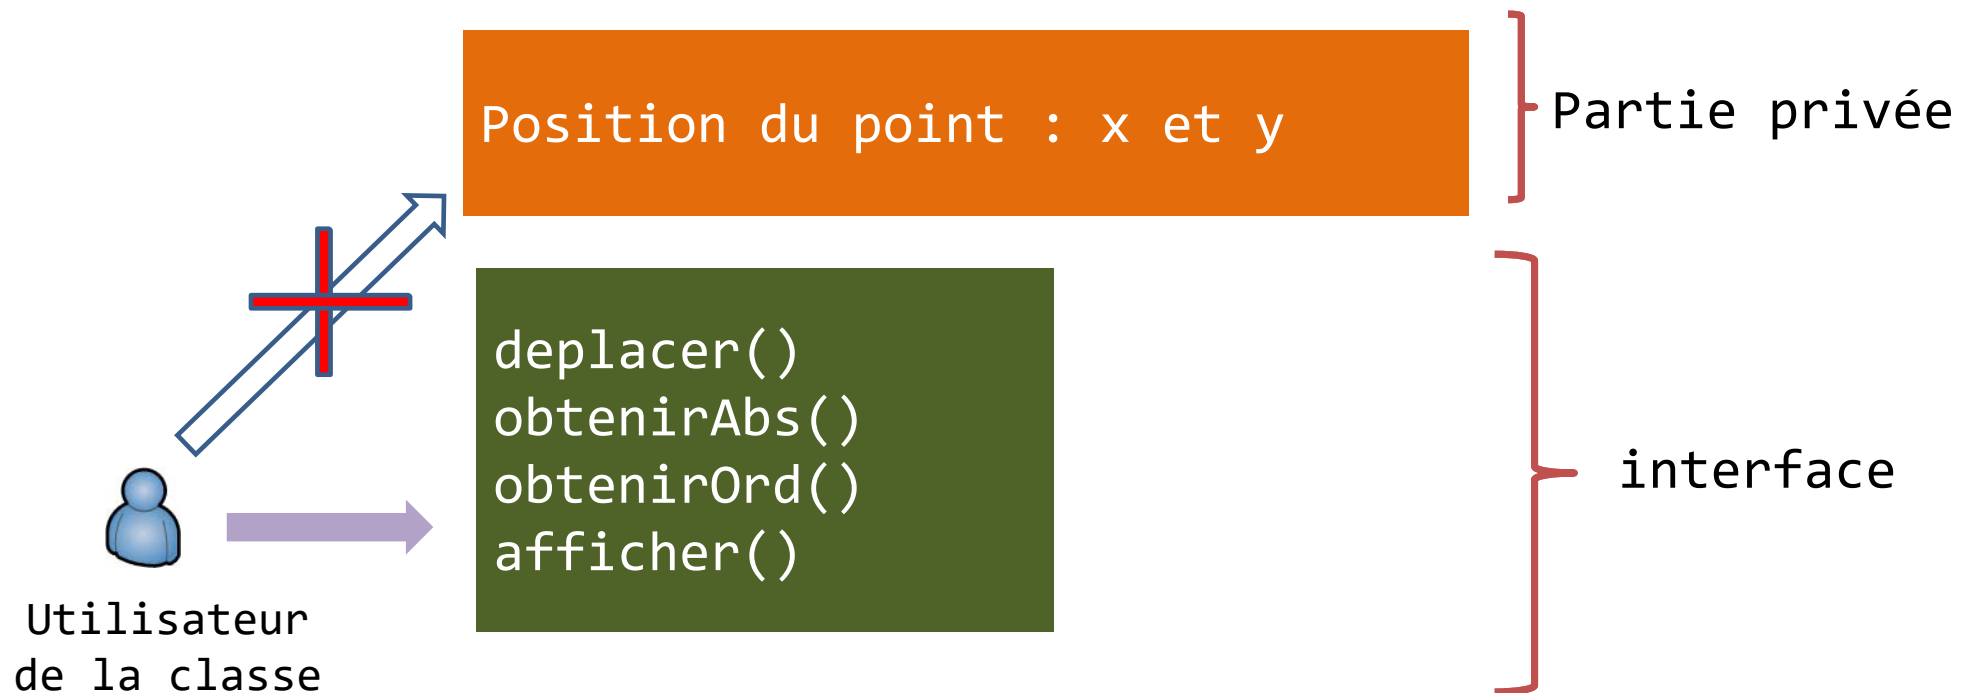 Position du point : x et y
Partie privée
deplacer()
obtenirAbs()
obtenirOrd()
afficher()
interface
Utilisateur
de la classe